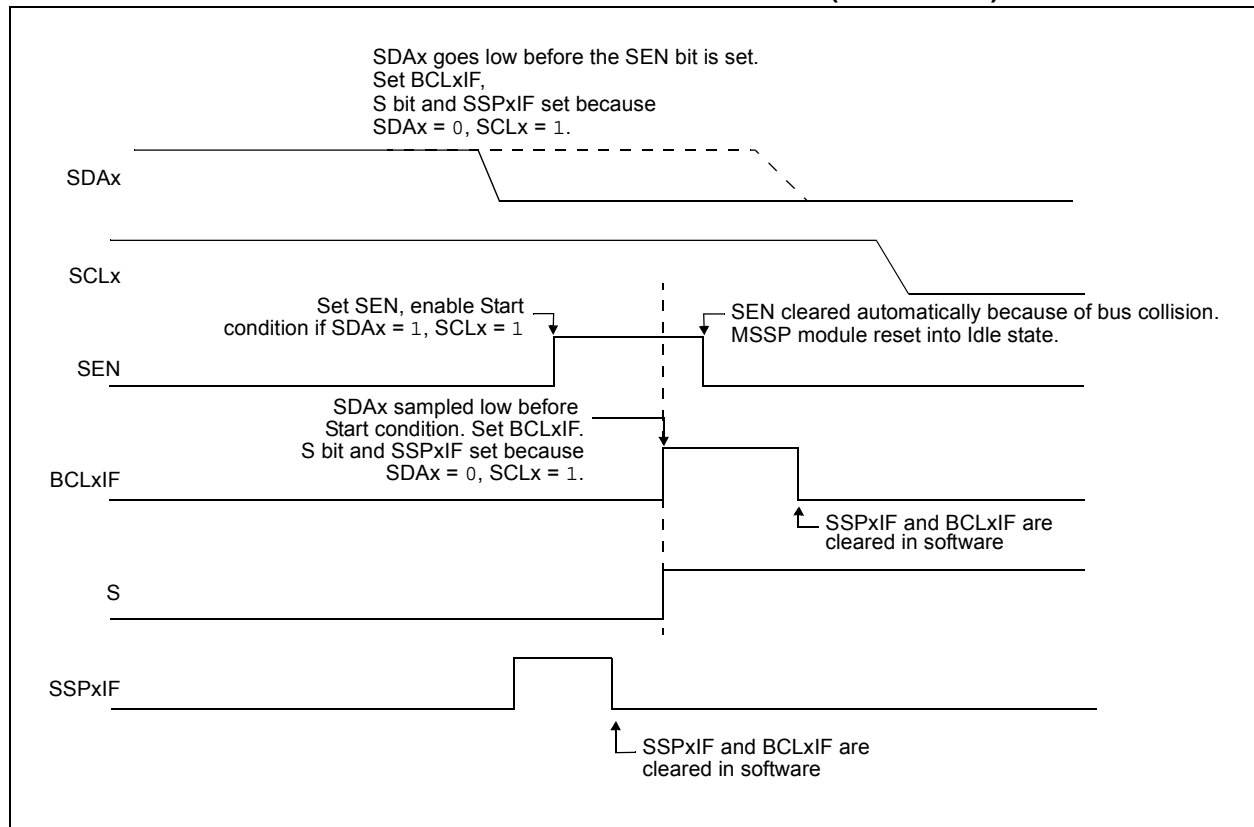 SDAx goes low before the SEN bit is set.
Set BCLxIF,
S bit and SSPxIF set because
SDAx = 0, SCLx = 1.
SDAx
SCLx
Set SEN, enable Start
condition if SDAx = 1, SCLx = 1
SEN cleared automatically because of bus collision.
MSSP module reset into Idle state.
SEN
SDAx sampled low before
Start condition. Set BCLxIF.
S bit and SSPxIF set because
SDAx = 0, SCLx = 1.
BCLxIF
SSPxIF and BCLxIF are
cleared in software
S
SSPxIF
SSPxIF and BCLxIF are
cleared in software